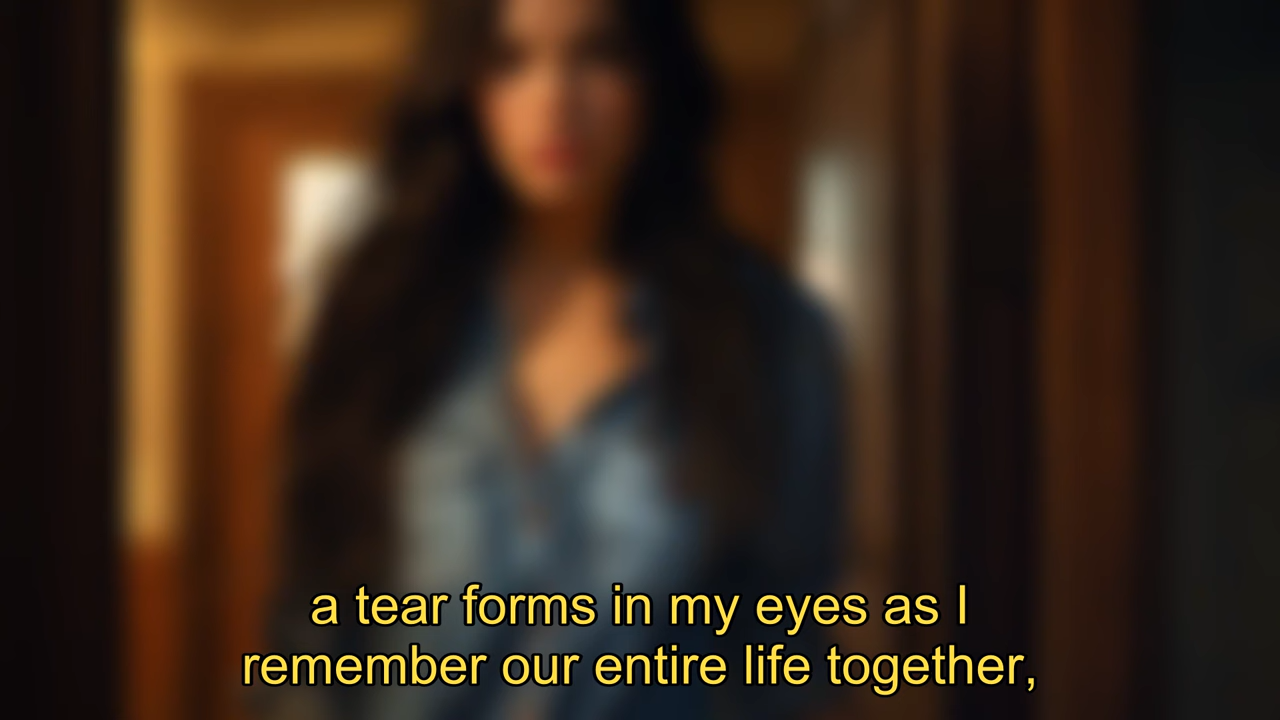 a tear forms in my eyes as I
remember our entire life together,